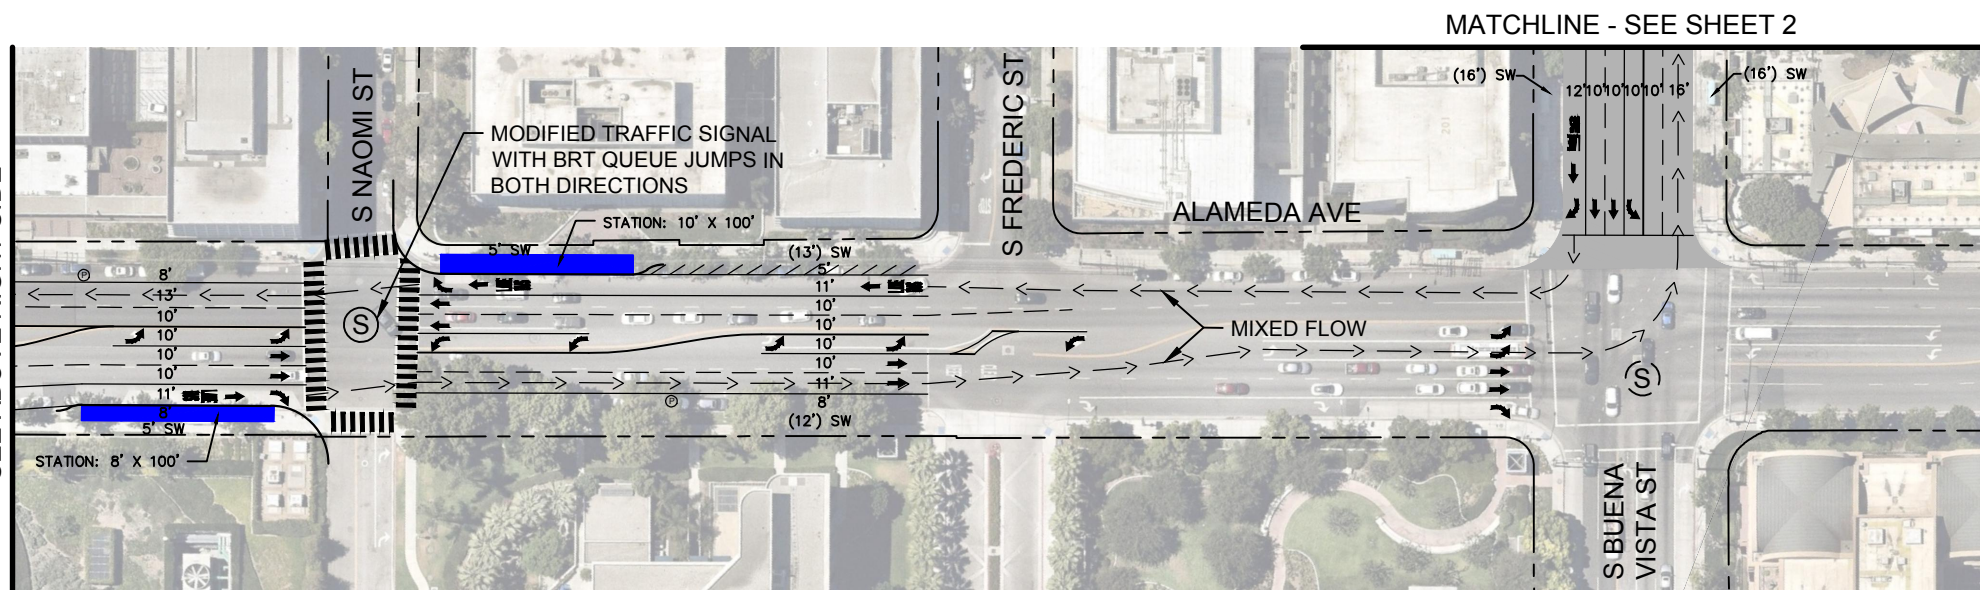 MATCHLINE - SEE SHEET 2
(16') SW
(16') SW
12' 10' 10' 10' 10' 16'
S NAOMI ST
MODIFIED TRAFFIC SIGNAL
WITH BRT QUEUE JUMPS IN
BOTH DIRECTIONS
S FREDERIC ST
ALAMEDA AVE
STATION: 10' X 100'
5' SW
(13') SW
8'
13'
10'
10'
10'
10'
11'
8'
5' SW
STATION: 8' X 100'
P
S
5'
11'
10'
10'
10'
10'
11'
8'
(12') SW
P
MIXED FLOW
S
S BUENA
VISTA ST